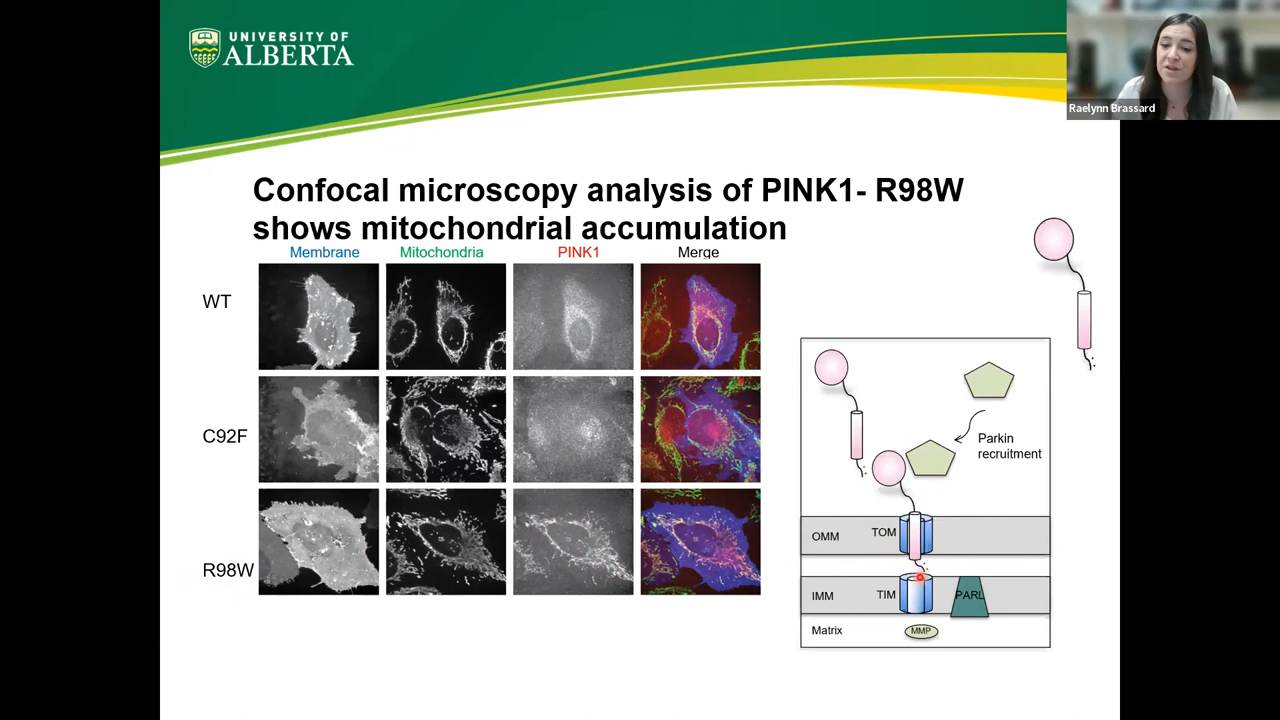 UNIVERSITY OF
ALBERTA
Raelynn Brassard
Confocal microscopy analysis of PINK1- R98W
shows mitochondrial accumulation
Membrane Mitochondria PINK1 Merge
WT
C92F
R98W
Parkin
recruitment
OMM TOM
IMM TIM PARL
Matrix MMP